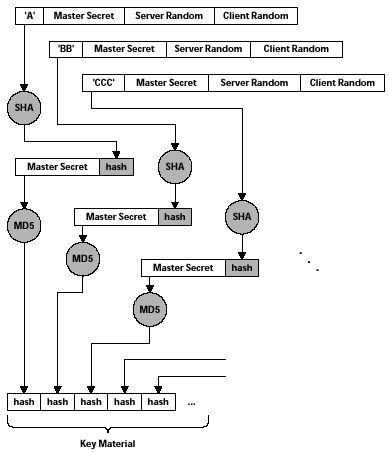 'A' Master Secret Server Random Client Random
'BB' Master Secret Server Random Client Random
'CCC' Master Secret Server Random Client Random
SHA
Master Secret hash
SHA
Master Secret hash
SHA
MD5
MD5
Master Secret hash
MD5
hash hash hash hash hash ...
Key Material